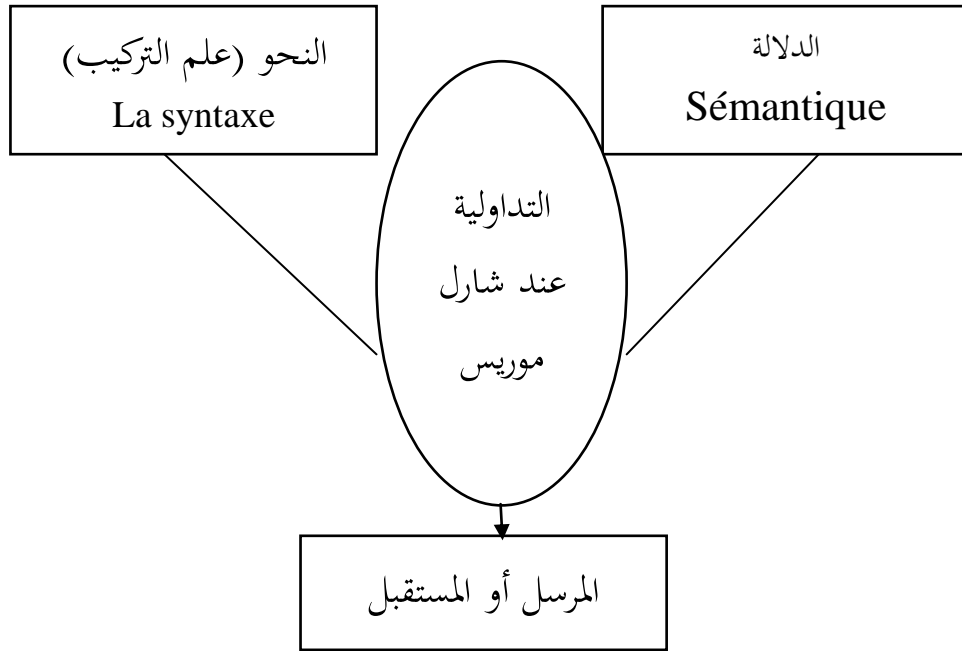 الدلالة
Sémantique
النحو (علم التركيب)
La syntaxe
التداولية
عند شارل
موريس
المرسل أو المستقبل